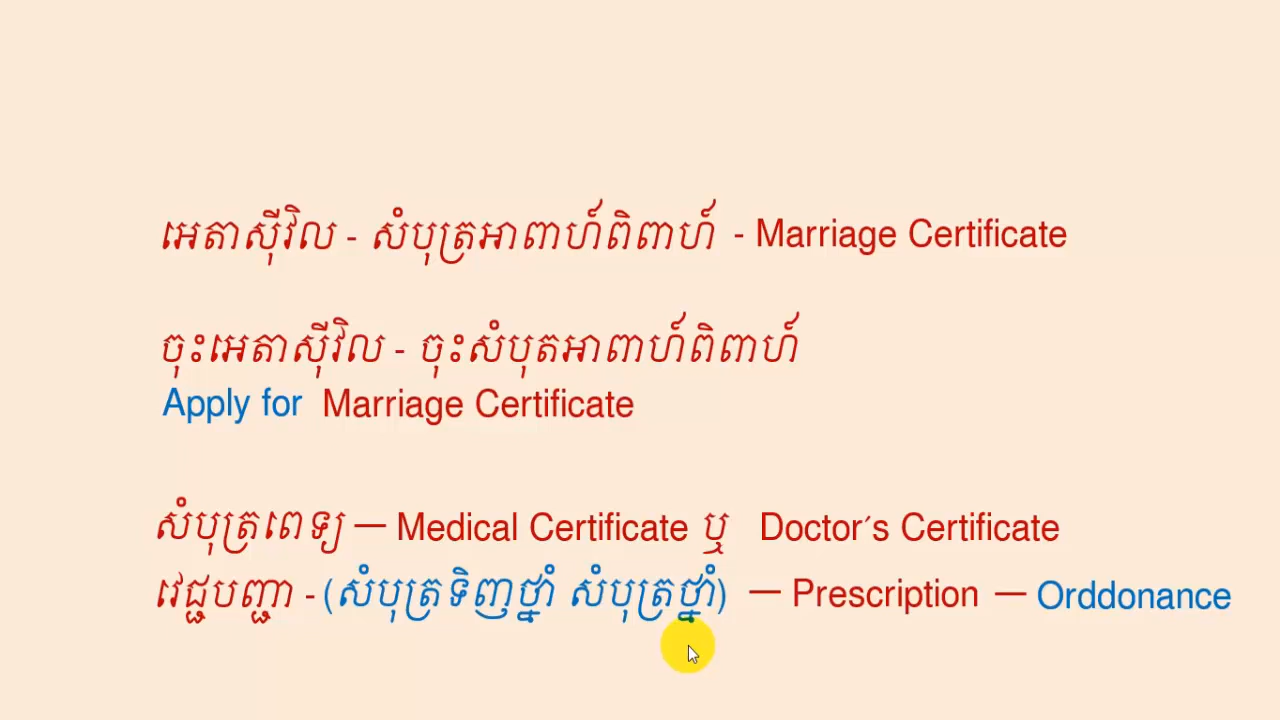 អេតាស៊ីវិល - សំបុត្រអាពាហ៍ពិពាហ៍ - Marriage Certificate
ចុះអេតាស៊ីវិល - ចុះសំបុតអាពាហ៍ពិពាហ៍
Apply for Marriage Certificate
សំបុត្រពេទ្យ — Medical Certificate ឬ Doctor's Certificate
វេជ្ជបញ្ជា - (សំបុត្រទិញថ្នាំ សំបុត្រថ្នាំ) — Prescription — Orddonance